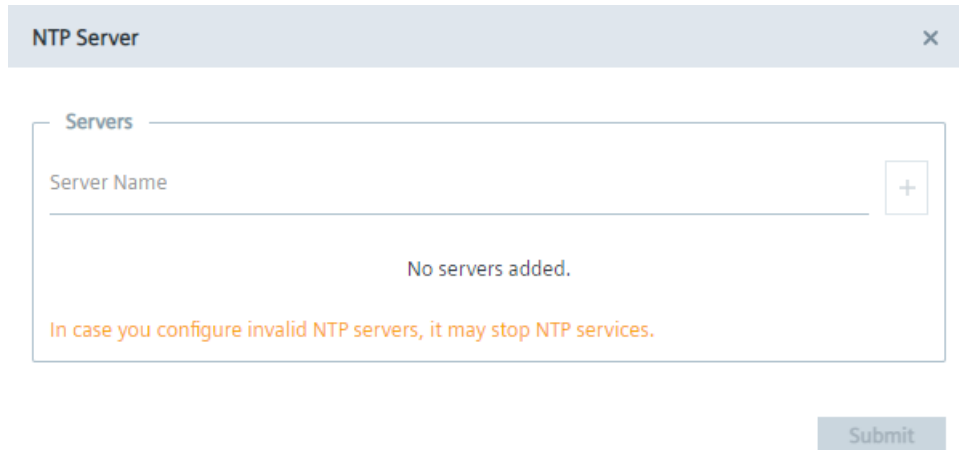 NTP Server
Servers
Server Name
No servers added.
In case you configure invalid NTP servers, it may stop NTP services.
Submit